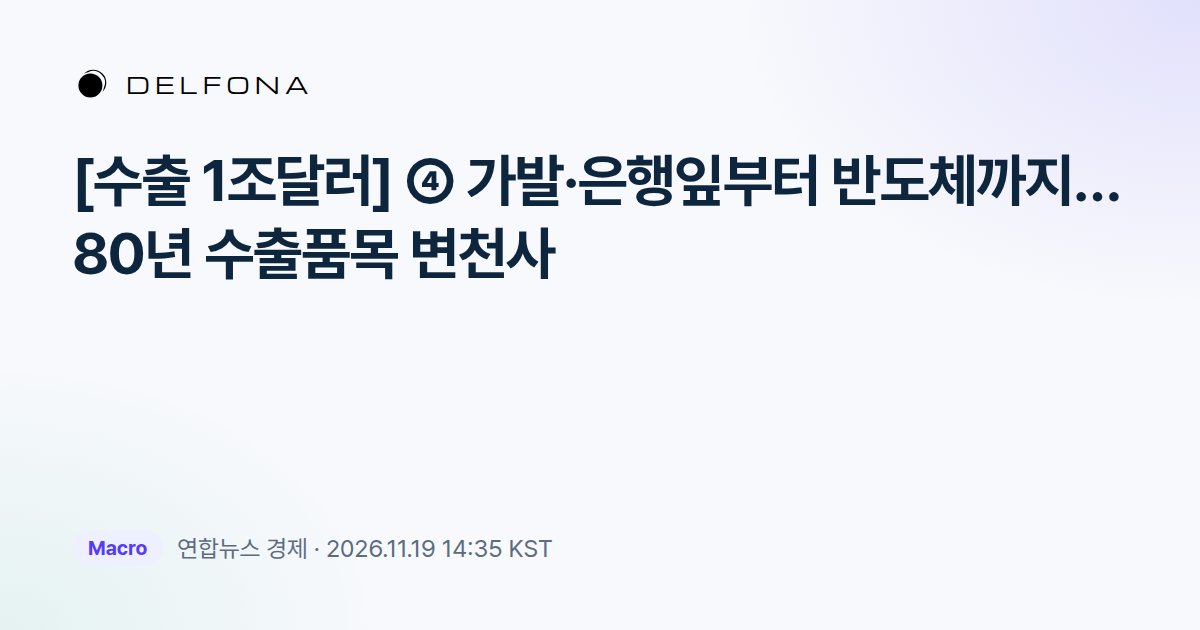 DELFONA
[수출 1조달러] ④ 가발·은행잎부터 반도체까지…
80년 수출품목 변천사
Macro 연합뉴스 경제 · 2026.11.19 14:35 KST